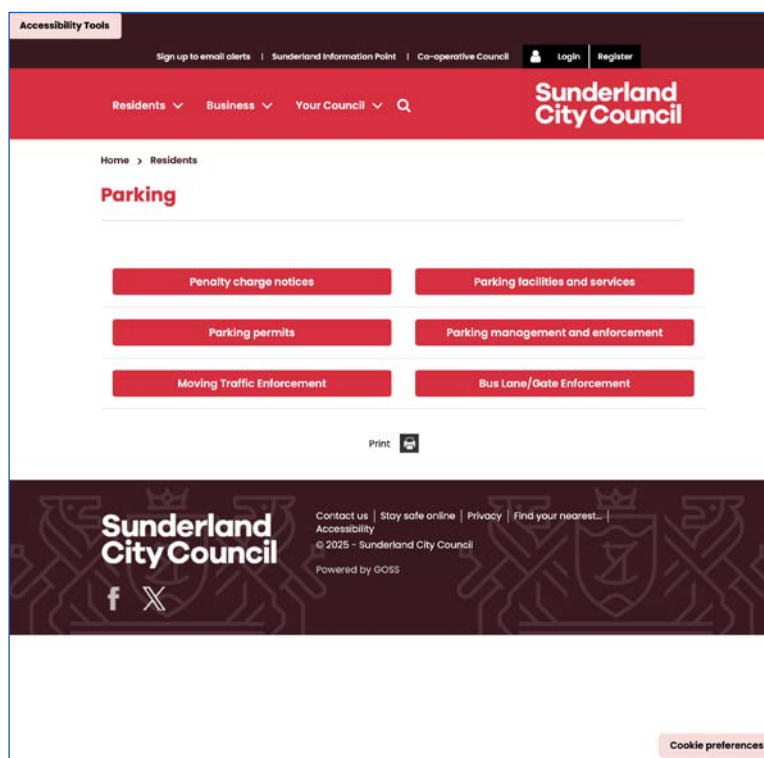 Accessibility Tools
Sign up to email alerts | Sunderland Information Point | Co-operative Council Login Register
Residents Business Your Council
Sunderland
City Council
Home > Residents
Parking
Penalty charge notices Parking facilities and services
Parking permits Parking management and enforcement
Moving Traffic Enforcement Bus Lane/Gate Enforcement
Print
Sunderland
City Council
Contact us | Stay safe online | Privacy | Find your nearest... |
Accessibility
© 2025 - Sunderland City Council
Powered by GOSS
Cookie preferences